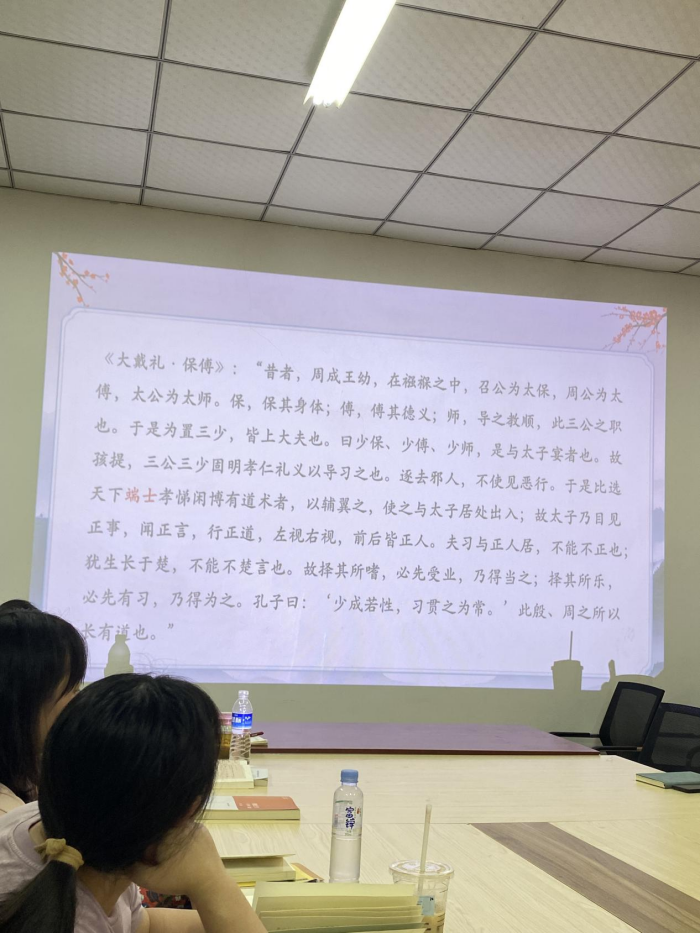 《大戴礼·保傅》："昔者，周成王幼，在襁褓之中，召公为太保，周公为太
傅，太公为太师。保，保其身体；傅，傅其德义；师，导之教顺，此三公之职
也。于是为置三少，皆上大夫也。曰少保、少傅、少师，是与太子宴者也。故
孩提，三公三少固明孝仁礼义以导习之也。逐去邪人，不使见恶行。于是比选
天下端士孝悌闲博有道术者，以辅翼之，使之与太子居处出入；故太子乃目见
正事，闻正言，行正道，左视右视，前后皆正人。夫习与正人居，不能不正也；
犹生长于楚，不能不楚言也。故择其所嗜，必先受业，乃得当之；择其所乐，
必先有习，乃得为之。孔子曰：'少成若性，习贯之为常。'此殷、周之所以
长有道也。"